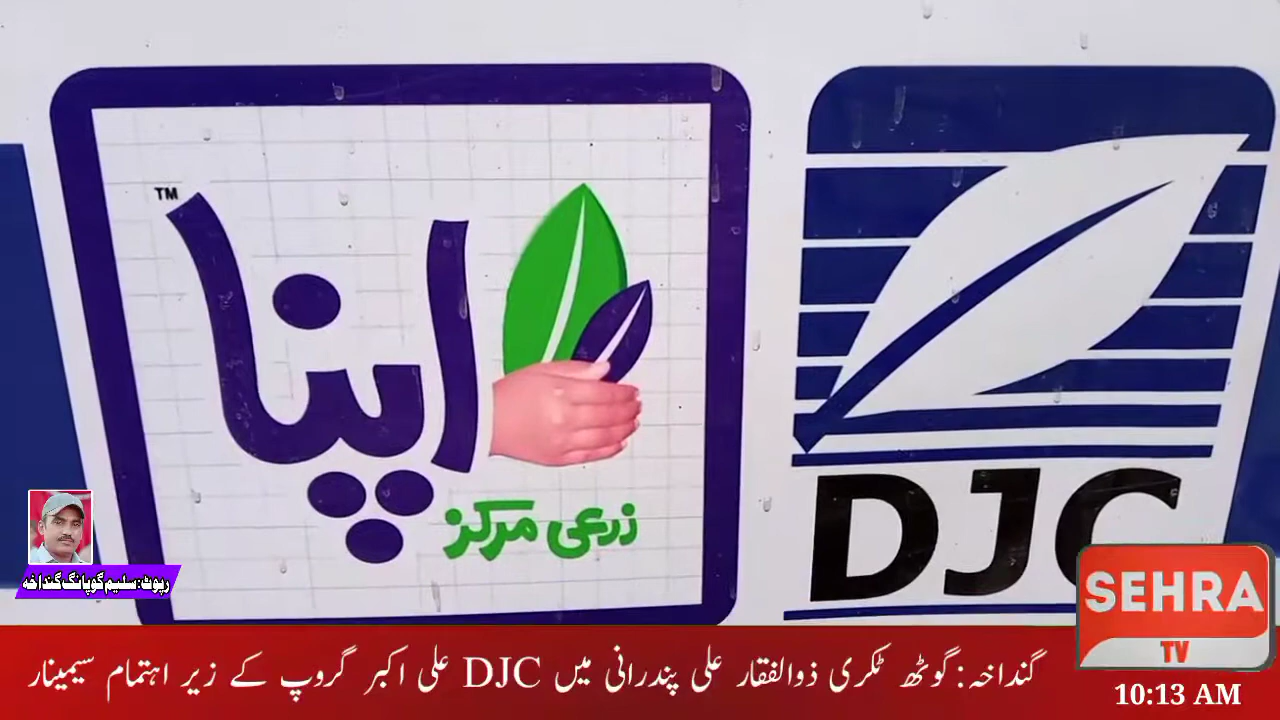 TM
اپنا
زرعی مرکز
DJC
رپوٹ: سلیم گوپانگ گنداخہ
SEHRA
TV
گنداخہ: گوٹھ ٹکری ذوالفقار علی پندرانی میں DJC علی اکبر گروپ کے زیر اہتمام سیمینار
10:13 AM